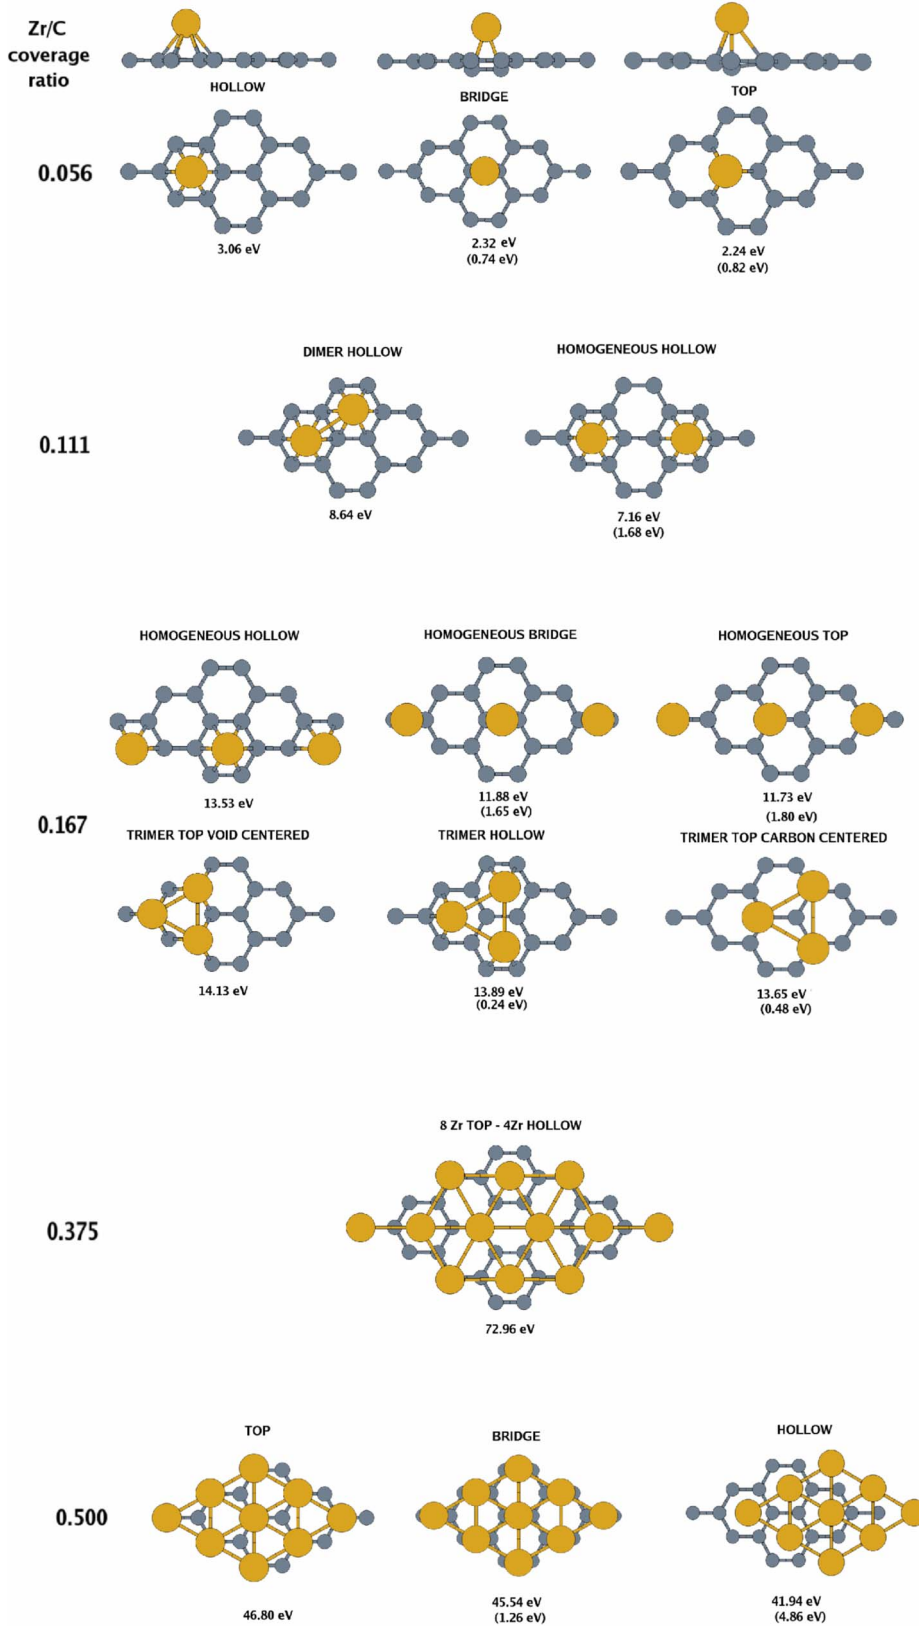 Zr/C
coverage
ratio
HOLLOW
BRIDGE
TOP
0.056
3.06 eV
2.32 eV
(0.74 eV)
2.24 eV
(0.82 eV)
DIMER HOLLOW
HOMOGENEOUS HOLLOW
0.111
8.64 eV
7.16 eV
(1.68 eV)
HOMOGENEOUS HOLLOW
HOMOGENEOUS BRIDGE
HOMOGENEOUS TOP
13.53 eV
11.88 eV
(1.65 eV)
11.73 eV
(1.80 eV)
0.167
TRIMER TOP VOID CENTERED
TRIMER HOLLOW
TRIMER TOP CARBON CENTERED
14.13 eV
13.89 eV
(0.24 eV)
13.65 eV
(0.48 eV)
8 Zr TOP - 4Zr HOLLOW
0.375
72.96 eV
TOP
BRIDGE
HOLLOW
0.500
46.80 eV
45.54 eV
(1.26 eV)
41.94 eV
(4.86 eV)